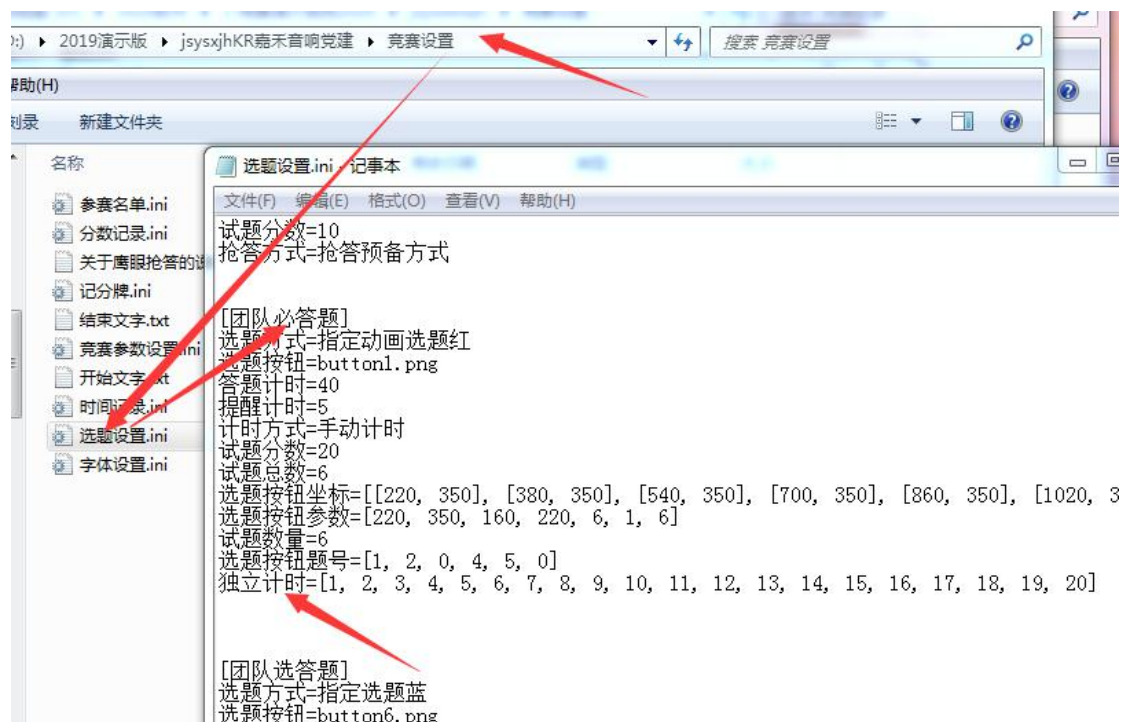 :) ▸ 2019演示版 ▸ jsysxjhKR嘉禾音响党建 ▸ 竞赛设置
搜索 竞赛设置
帮助(H)
刻录 新建文件夹
名称
参赛名单.ini
分数记录.ini
关于鹰眼抢答的
记分牌.ini
结束文字.txt
竞赛参数设置.ini
开始文字.txt
时间记录.ini
选题设置.ini
字体设置.ini
选题设置.ini - 记事本
文件(F) 编辑(E) 格式(O) 查看(V) 帮助(H)
试题分数=10
抢答方式=抢答预备方式
[团队必答题]
选题方式=指定动画选题红
选题按钮=button1.png
答题计时=40
提醒计时=5
计时方式=手动计时
试题分数=20
试题总数=6
选题按钮坐标=[[220, 350], [380, 350], [540, 350], [700, 350], [860, 350], [1020, 3
选题按钮参数=[220, 350, 160, 220, 6, 1, 6]
试题数量=6
选题按钮题号=[1, 2, 0, 4, 5, 0]
独立计时=[1, 2, 3, 4, 5, 6, 7, 8, 9, 10, 11, 12, 13, 14, 15, 16, 17, 18, 19, 20]
[团队选答题]
选题方式=指定选题蓝
选题按钮=button6.png